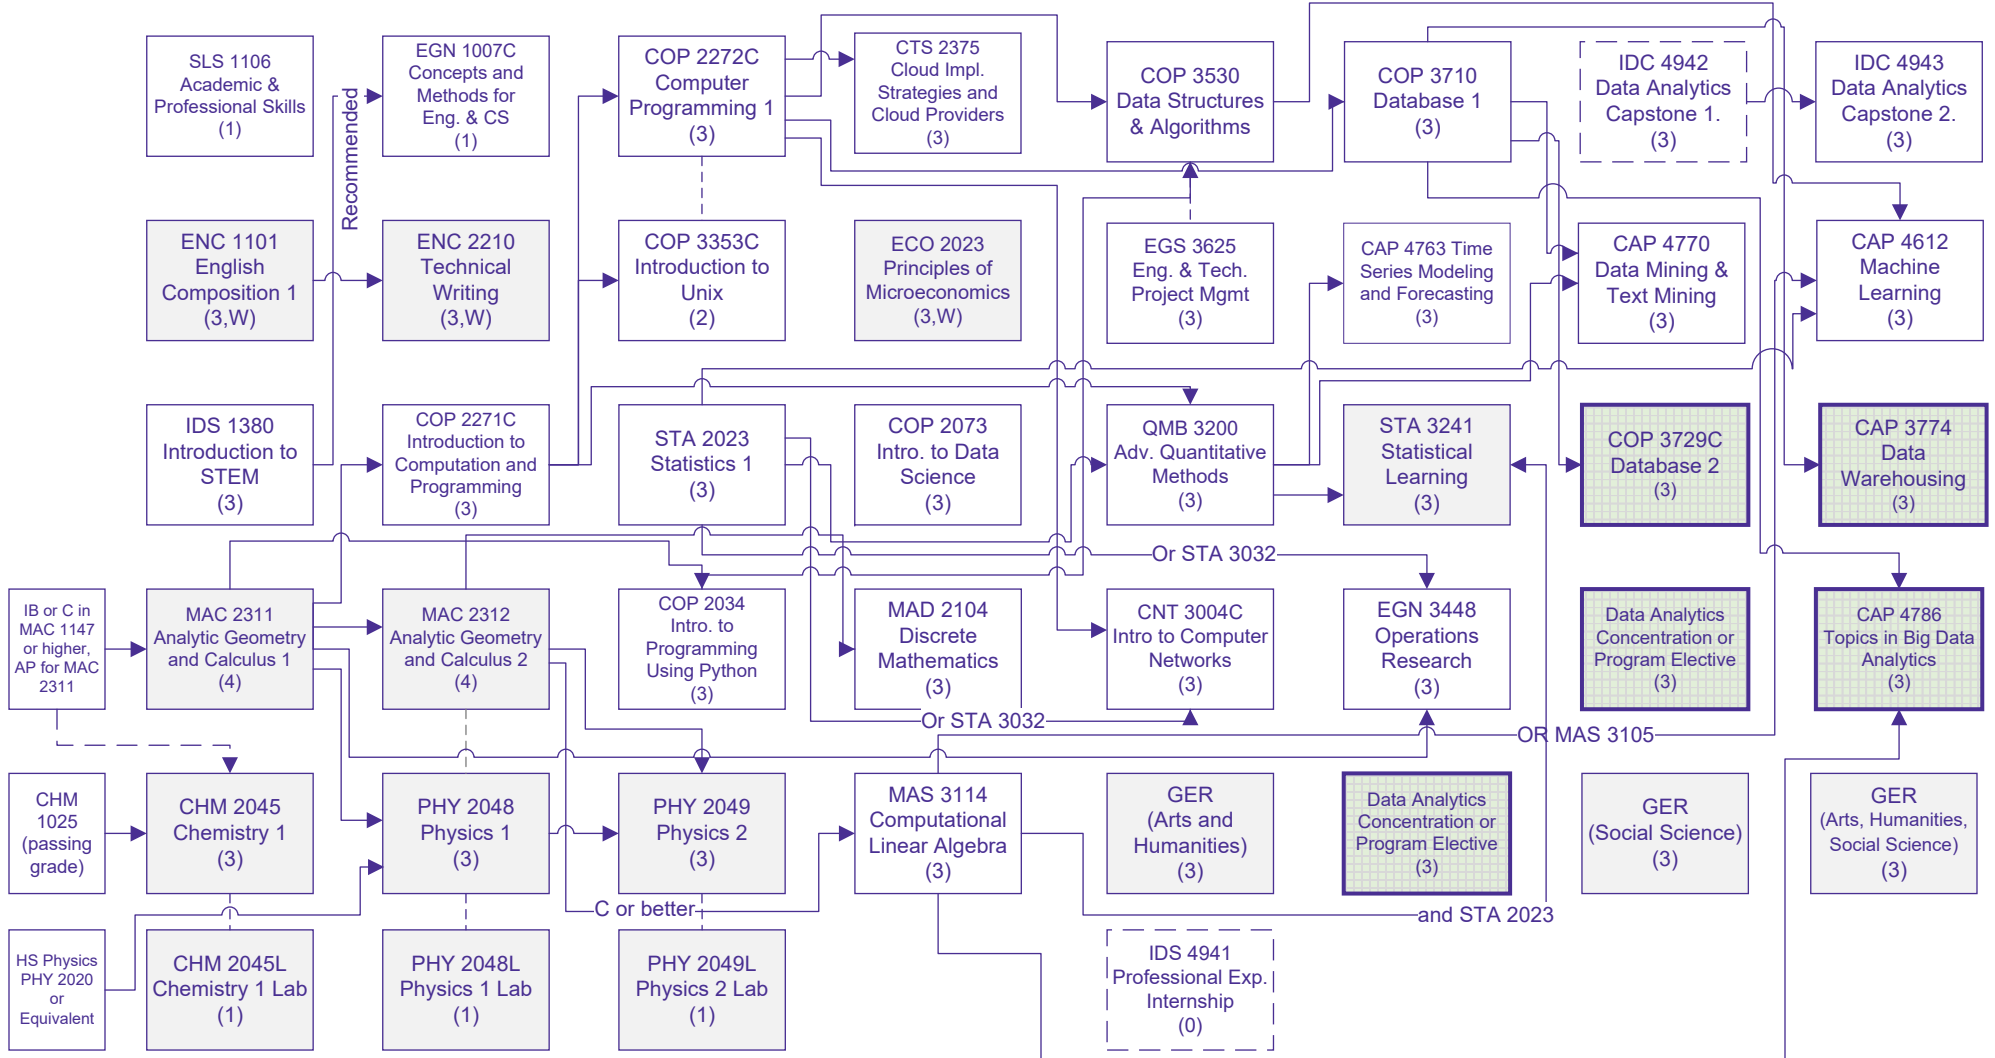 SLS 1106
Academic &
Professional Skills
(1)
EGN 1007C
Concepts and
Methods for
Eng. & CS
(1)
COP 2272C
Computer
Programming 1
(3)
CTS 2375
Cloud Impl.
Strategies and
Cloud Providers
(3)
COP 3530
Data Structures
& Algorithms
COP 3710
Database 1
(3)
IDC 4942
Data Analytics
Capstone 1.
(3)
IDC 4943
Data Analytics
Capstone 2.
(3)
Recommended
ENC 1101
English
Composition 1
(3,W)
ENC 2210
Technical
Writing
(3,W)
COP 3353C
Introduction to
Unix
(2)
ECO 2023
Principles of
Microeconomics
(3,W)
EGS 3625
Eng. & Tech.
Project Mgmt
(3)
CAP 4763 Time
Series Modeling
and Forecasting
(3)
CAP 4770
Data Mining &
Text Mining
(3)
CAP 4612
Machine
Learning
(3)
IDS 1380
Introduction to
STEM
(3)
COP 2271C
Introduction to
Computation and
Programming
(3)
STA 2023
Statistics 1
(3)
COP 2073
Intro. to Data
Science
(3)
QMB 3200
Adv. Quantitative
Methods
(3)
STA 3241
Statistical
Learning
(3)
COP 3729C
Database 2
(3)
CAP 3774
Data
Warehousing
(3)
Or STA 3032
IB or C in
MAC 1147
or higher,
AP for MAC
2311
MAC 2311
Analytic Geometry
and Calculus 1
(4)
MAC 2312
Analytic Geometry
and Calculus 2
(4)
COP 2034
Intro. to
Programming
Using Python
(3)
MAD 2104
Discrete
Mathematics
(3)
CNT 3004C
Intro to Computer
Networks
(3)
EGN 3448
Operations
Research
(3)
Data Analytics
Concentration or
Program Elective
(3)
CAP 4786
Topics in Big Data
Analytics
(3)
Or STA 3032
OR MAS 3105
CHM
1025
(passing
grade)
CHM 2045
Chemistry 1
(3)
PHY 2048
Physics 1
(3)
PHY 2049
Physics 2
(3)
MAS 3114
Computational
Linear Algebra
(3)
GER
(Arts and
Humanities)
(3)
Data Analytics
Concentration or
Program Elective
(3)
GER
(Social Science)
(3)
GER
(Arts, Humanities,
Social Science)
(3)
C or better
and STA 2023
HS Physics
PHY 2020
or
Equivalent
CHM 2045L
Chemistry 1 Lab
(1)
PHY 2048L
Physics 1 Lab
(1)
PHY 2049L
Physics 2 Lab
(1)
IDS 4941
Professional Exp.
Internship
(0)